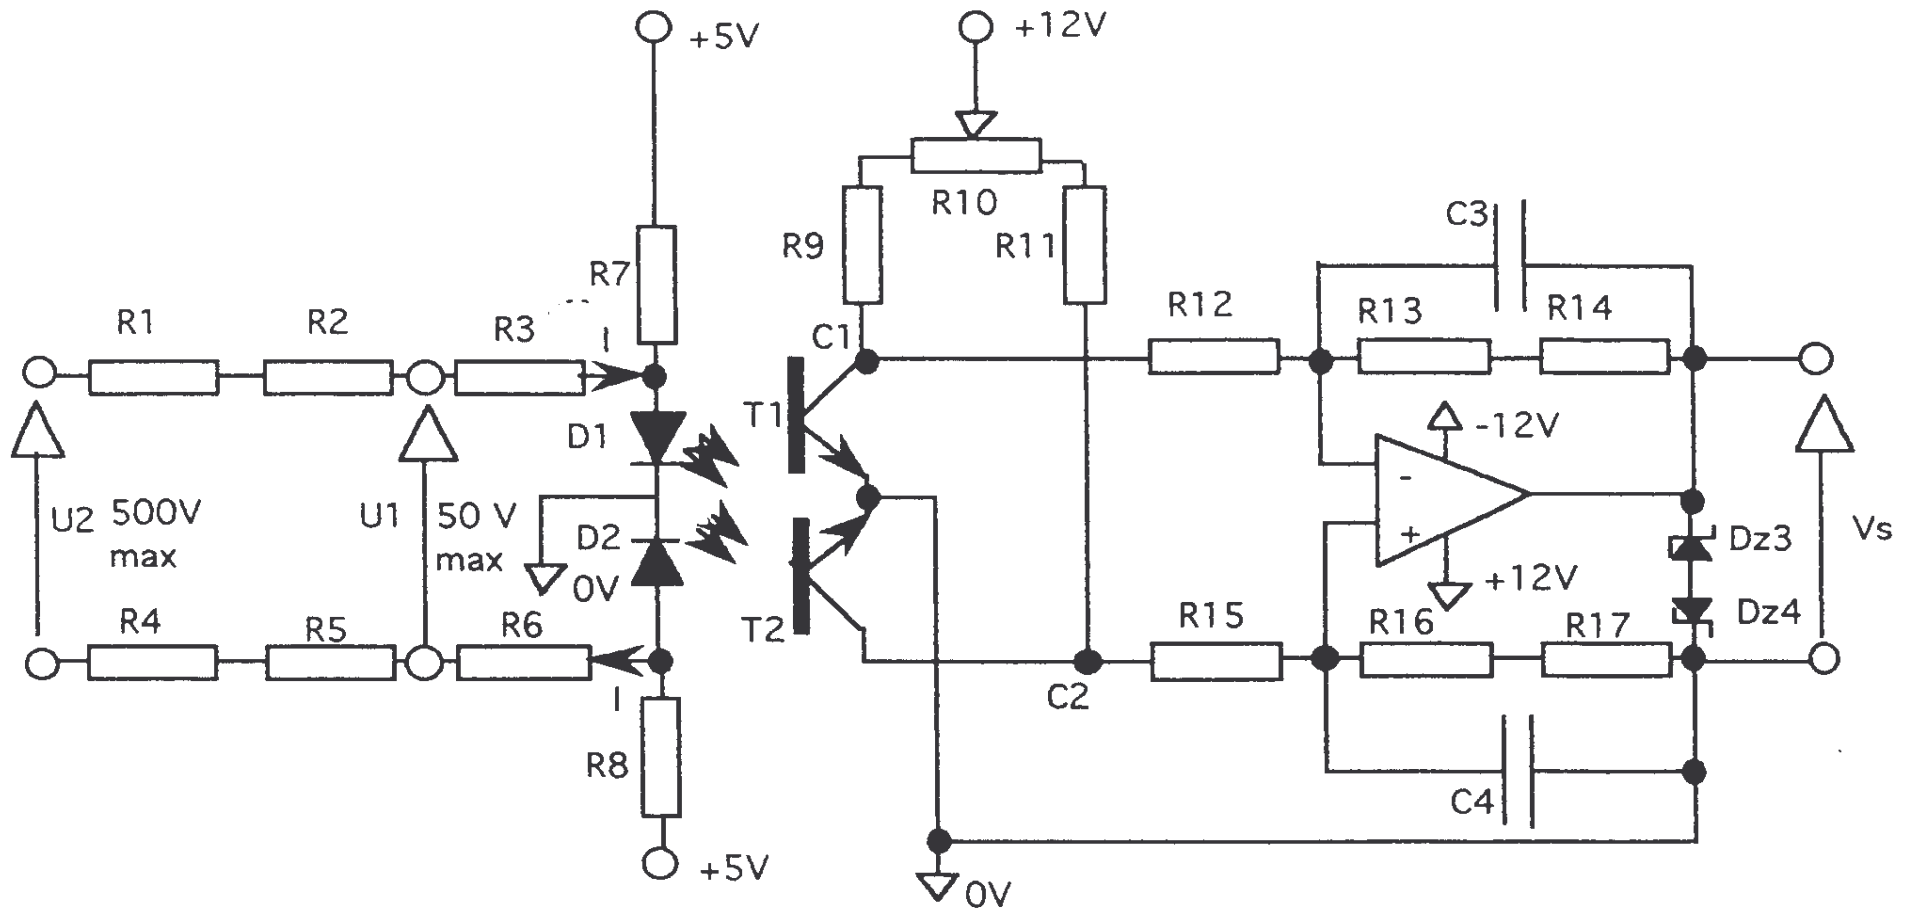 +5V
+12V
R10
R9
R11
C3
R7
R12
R13
R14
R1
R2
R3
I
C1
T1
D1
-
-12V
U2
500V
max
U1
50 V
max
D2
0V
+
+12V
Dz3
Vs
Dz4
T2
R4
R5
R6
R15
R16
R17
I
C2
R8
C4
+5V
0V